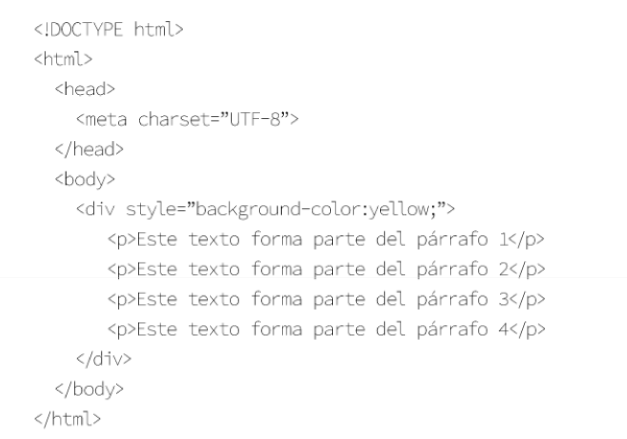 <!DOCTYPE html>
<html>
<head>
<meta charset=”UTF-8”>
</head>
<body>
<div style=”background-color:yellow;”>
<p>Este texto forma parte del párrafo 1</p>
<p>Este texto forma parte del párrafo 2</p>
<p>Este texto forma parte del párrafo 3</p>
<p>Este texto forma parte del párrafo 4</p>
</div>
</body>
</html>